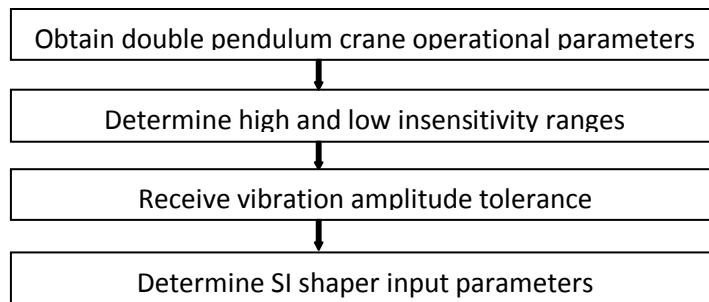 Obtain double pendulum crane operational parameters
Determine high and low insensitivity ranges
Receive vibration amplitude tolerance
Determine SI shaper input parameters